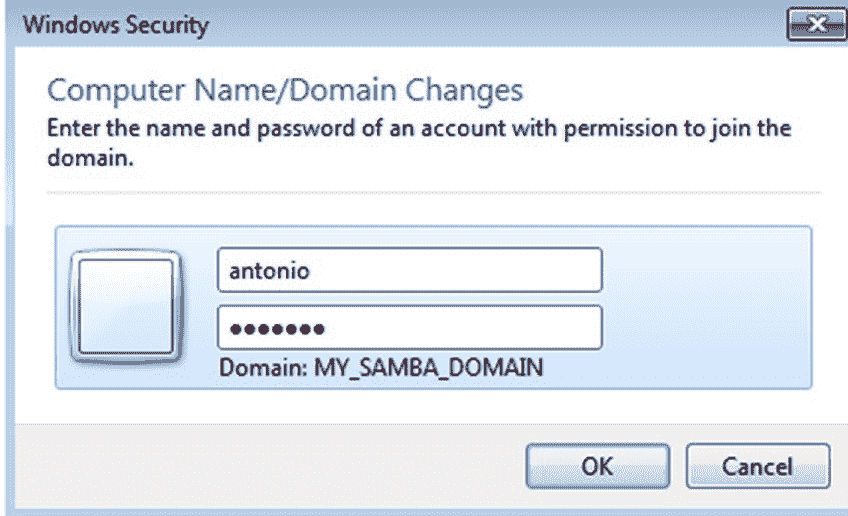 Windows Security
Computer Name/Domain Changes
Enter the name and password of an account with permission to join the
domain.
antonio
●●●●●●●
Domain: MY_SAMBA_DOMAIN
OK
Cancel